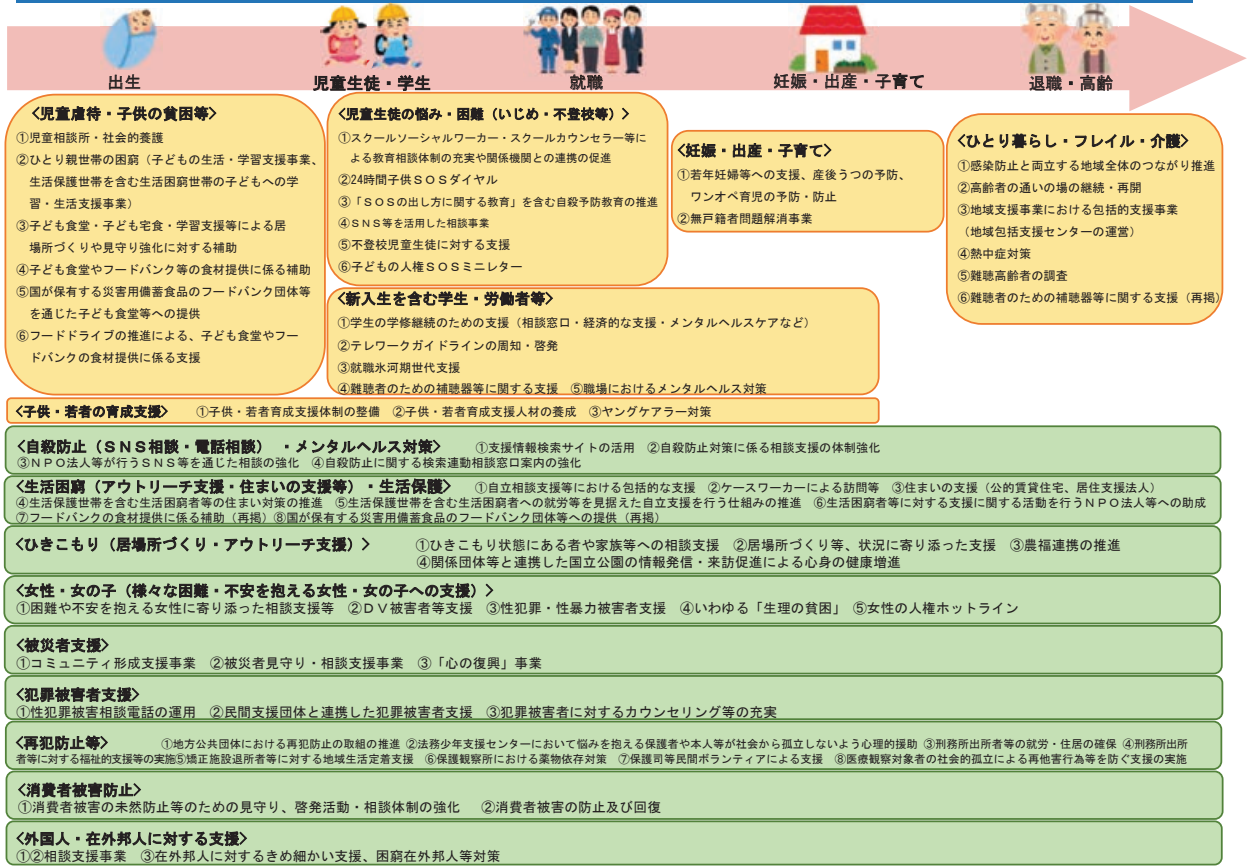 出生
児童生徒・学生
就職
妊娠・出産・子育て
退職・高齢
〈児童虐待・子供の貧困等〉
①児童相談所・社会的養護
②ひとり親世帯の困窮（子どもの生活・学習支援事業、
生活保護世帯を含む生活困窮世帯の子どもへの学
習・生活支援事業）
③子ども食堂・子ども宅食・学習支援等による居
場所づくりや見守り強化に対する補助
④子ども食堂やフードバンク等の食材提供に係る補助
⑤国が保有する災害用備蓄食品のフードバンク団体等
を通じた子ども食堂等への提供
⑥フードドライブの推進による、子ども食堂やフー
ドバンクの食材提供に係る支援
〈児童生徒の悩み・困難（いじめ・不登校等）〉
①スクールソーシャルワーカー・スクールカウンセラー等に
よる教育相談体制の充実や関係機関との連携の促進
②24時間子供ＳＯＳダイヤル
③「ＳＯＳの出し方に関する教育」を含む自殺予防教育の推進
④ＳＮＳ等を活用した相談事業
⑤不登校児童生徒に対する支援
⑥子どもの人権ＳＯＳミニレター
〈新入生を含む学生・労働者等〉
①学生の学修継続のための支援（相談窓口・経済的な支援・メンタルヘルスケアなど）
②テレワークガイドラインの周知・啓発
③就職氷河期世代支援
④難聴者のための補聴器等に関する支援　⑤職場におけるメンタルヘルス対策
〈妊娠・出産・子育て〉
①若年妊婦等への支援、産後うつの予防、
ワンオペ育児の予防・防止
②無戸籍者問題解消事業
〈ひとり暮らし・フレイル・介護〉
①感染防止と両立する地域全体のつながり推進
②高齢者の通いの場の継続・再開
③地域支援事業における包括的支援事業
（地域包括支援センターの運営）
④熱中症対策
⑤難聴高齢者の調査
⑥難聴者のための補聴器等に関する支援（再掲）
〈子供・若者の育成支援〉　①子供・若者育成支援体制の整備　②子供・若者育成支援人材の養成　③ヤングケアラー対策
〈自殺防止（ＳＮＳ相談・電話相談）　・メンタルヘルス対策〉　①支援情報検索サイトの活用　②自殺防止対策に係る相談支援の体制強化
③ＮＰＯ法人等が行うＳＮＳ等を通じた相談の強化　④自殺防止に関する検索連動相談窓口案内の強化
〈生活困窮（アウトリーチ支援・住まいの支援等）・生活保護〉　①自立相談支援等における包括的な支援　②ケースワーカーによる訪問等　③住まいの支援（公的賃貸住宅、居住支援法人）
④生活保護世帯を含む生活困窮者等の住まい対策の推進　⑤生活保護世帯を含む生活困窮者への就労等を見据えた自立支援を行う仕組みの推進　⑥生活困窮者等に対する支援に関する活動を行うＮＰＯ法人等への助成
⑦フードバンクの食材提供に係る補助（再掲）⑧国が保有する災害用備蓄食品のフードバンク団体等への提供（再掲）
〈ひきこもり（居場所づくり・アウトリーチ支援）〉　①ひきこもり状態にある者や家族等への相談支援　②居場所づくり等、状況に寄り添った支援　③農福連携の推進
④関係団体等と連携した国立公園の情報発信・来訪促進による心身の健康増進
〈女性・女の子（様々な困難・不安を抱える女性・女の子への支援）〉
①困難や不安を抱える女性に寄り添った相談支援等　②ＤＶ被害者等支援　③性犯罪・性暴力被害者支援　④いわゆる「生理の貧困」　⑤女性の人権ホットライン
〈被災者支援〉
①コミュニティ形成支援事業　②被災者見守り・相談支援事業　③「心の復興」事業
〈犯罪被害者支援〉
①性犯罪被害相談電話の運用　②民間支援団体と連携した犯罪被害者支援　③犯罪被害者に対するカウンセリング等の充実
〈再犯防止等〉　①地方公共団体における再犯防止の取組の推進　②法務少年支援センターにおいて悩みを抱える保護者や本人等が社会から孤立しないよう心理的援助　③刑務所出所者等の就労・住居の確保　④刑務所出所
者等に対する福祉的支援等の実施⑤矯正施設退所者等に対する地域生活定着支援　⑥保護観察所における薬物依存対策　⑦保護司等民間ボランティアによる支援　⑧医療観察対象者の社会的孤立による再他害行為等を防ぐ支援の実施
〈消費者被害防止〉
①消費者被害の未然防止等のための見守り、啓発活動・相談体制の強化　②消費者被害の防止及び回復
〈外国人・在外邦人に対する支援〉
①②相談支援事業　③在外邦人に対するきめ細かい支援、困窮在外邦人等対策